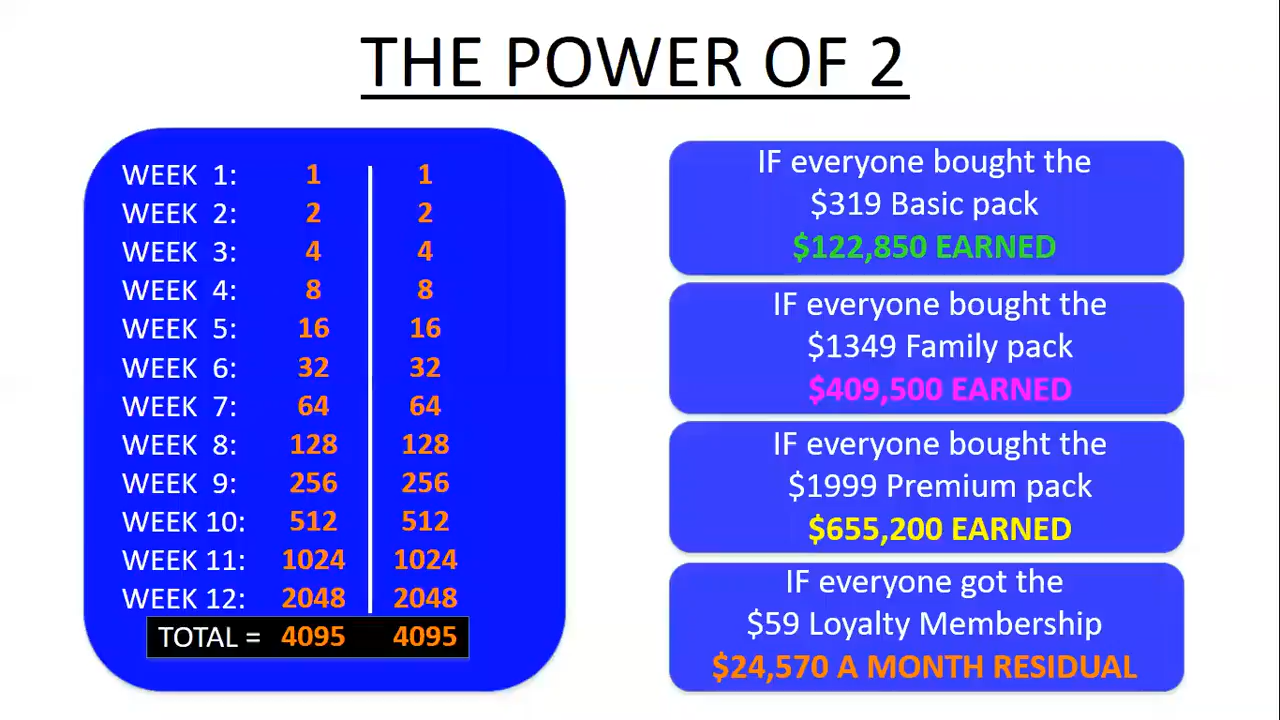 THE POWER OF 2
WEEK 1: 1 1
WEEK 2: 2 2
WEEK 3: 4 4
WEEK 4: 8 8
WEEK 5: 16 16
WEEK 6: 32 32
WEEK 7: 64 64
WEEK 8: 128 128
WEEK 9: 256 256
WEEK 10: 512 512
WEEK 11: 1024 1024
WEEK 12: 2048 2048
TOTAL = 4095 4095
IF everyone bought the
$319 Basic pack
$122,850 EARNED
IF everyone bought the
$1349 Family pack
$409,500 EARNED
IF everyone bought the
$1999 Premium pack
$655,200 EARNED
IF everyone got the
$59 Loyalty Membership
$24,570 A MONTH RESIDUAL